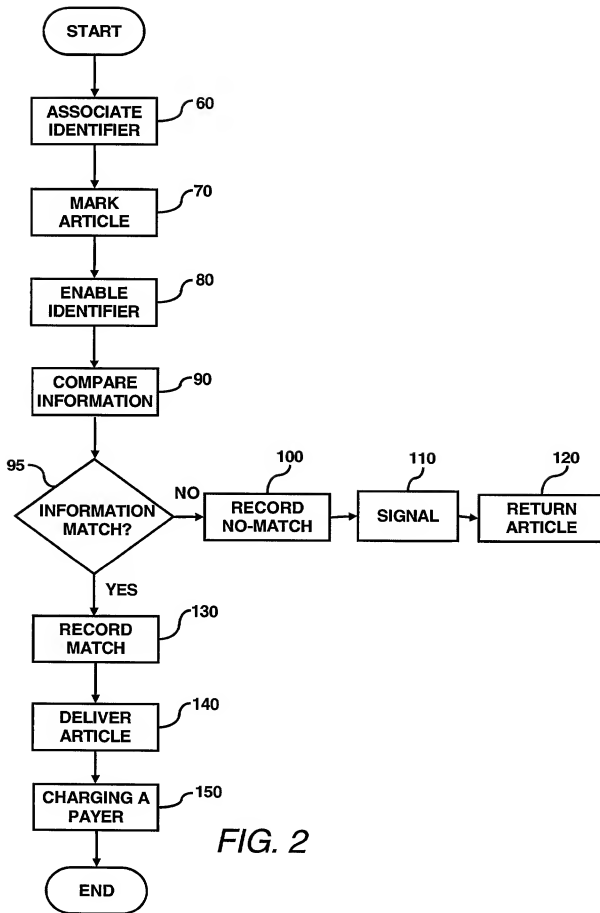 START
60
ASSOCIATE
IDENTIFIER
70
MARK
ARTICLE
80
ENABLE
IDENTIFIER
90
COMPARE
INFORMATION
95
INFORMATION
MATCH?
NO
100
RECORD
NO-MATCH
110
SIGNAL
120
RETURN
ARTICLE
YES
130
RECORD
MATCH
140
DELIVER
ARTICLE
150
CHARGING A
PAYER
FIG. 2
END